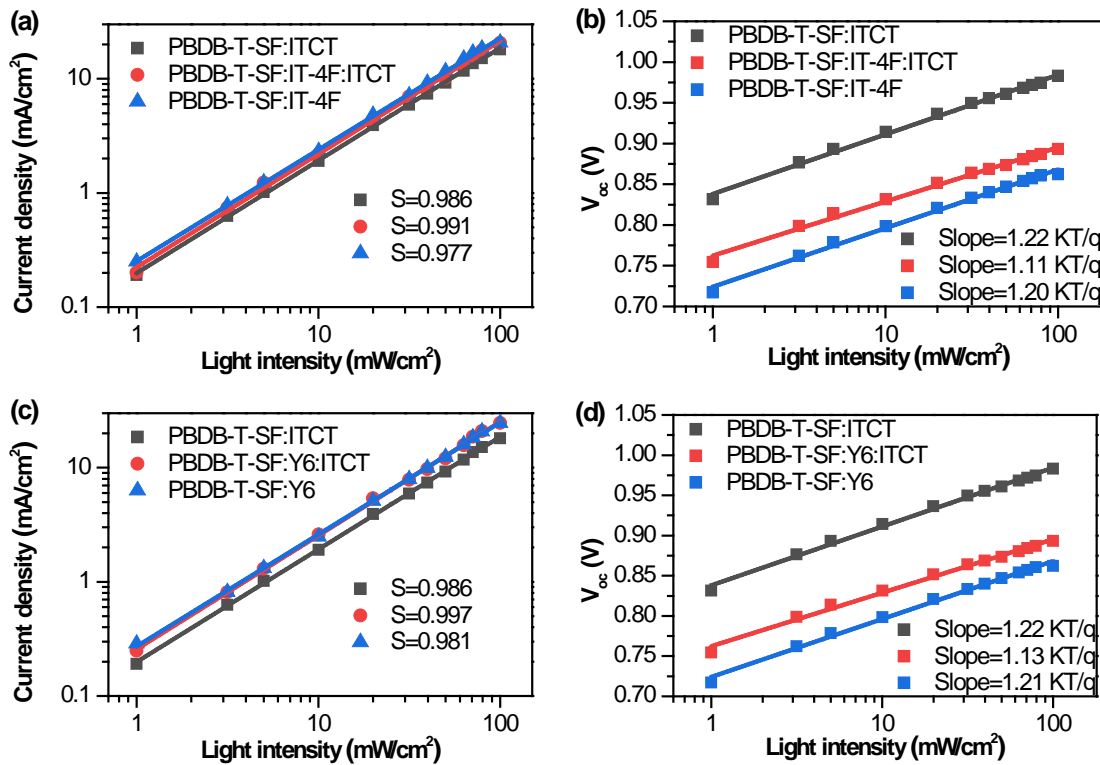 (a)
PBDB-T-SF:ITCT
PBDB-T-SF:IT-4F:ITCT
PBDB-T-SF:IT-4F
S=0.986
S=0.991
S=0.977
10
1
0.1
1
10
100
Current density (mA/cm²)
Light intensity (mW/cm²)
(b)
PBDB-T-SF:ITCT
PBDB-T-SF:IT-4F:ITCT
PBDB-T-SF:IT-4F
Slope=1.22 KT/q
Slope=1.11 KT/q
Slope=1.20 KT/q
1.05
1.00
0.95
0.90
0.85
0.80
0.75
0.70
1
10
100
V_oc (V)
Light intensity (mW/cm²)
(c)
PBDB-T-SF:ITCT
PBDB-T-SF:Y6:ITCT
PBDB-T-SF:Y6
S=0.986
S=0.997
S=0.981
10
1
0.1
1
10
100
Current density (mA/cm²)
Light intensity (mW/cm²)
(d)
PBDB-T-SF:ITCT
PBDB-T-SF:Y6:ITCT
PBDB-T-SF:Y6
Slope=1.22 KT/q
Slope=1.13 KT/q
Slope=1.21 KT/q
1.05
1.00
0.95
0.90
0.85
0.80
0.75
0.70
1
10
100
V_oc (V)
Light intensity (mW/cm²)